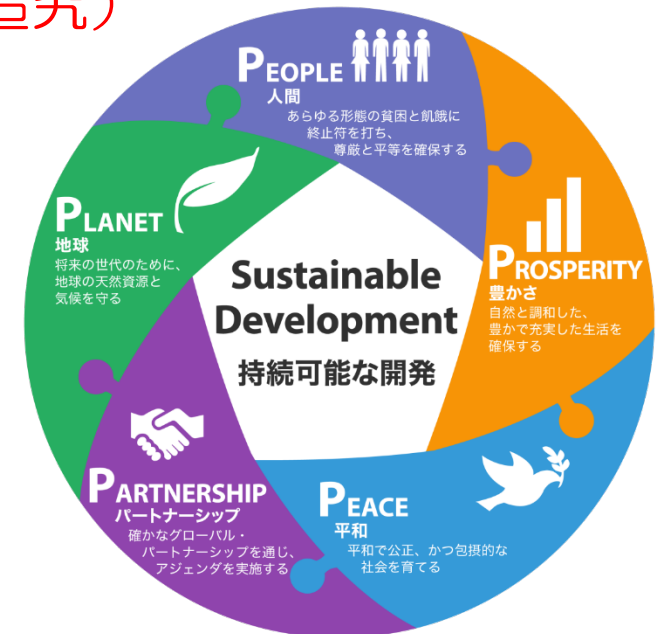 PEOPLE
人間
あらゆる形態の貧困と飢餓に
終止符を打ち、
尊厳と平等を確保する
PROSPERITY
豊かさ
自然と調和した、
豊かで充実した生活を
確保する
PLANET
地球
将来の世代のために、
地球の天然資源と
気候を守る
Sustainable
Development
持続可能な開発
PARTNERSHIP
パートナーシップ
確かなグローバル・
パートナーシップを通じ、
アジェンダを実施する
PEACE
平和
平和で公正、かつ包摂的な
社会を育てる